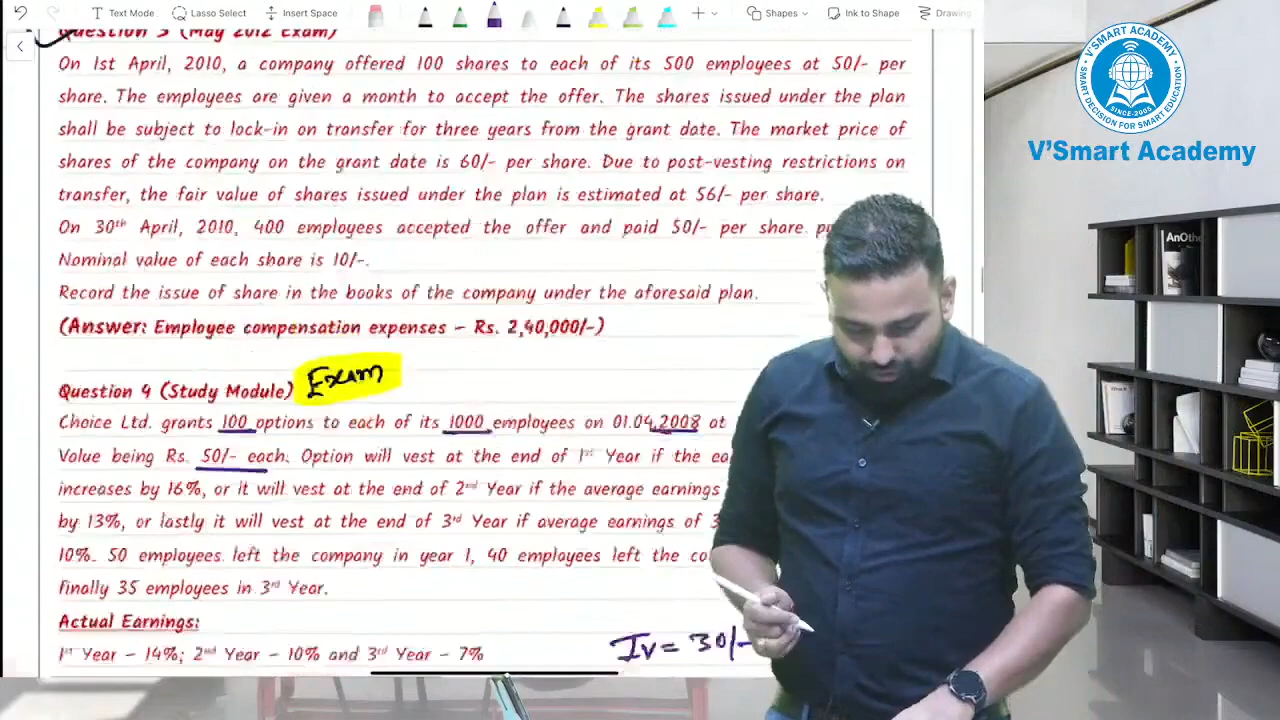 Text Mode Lasso Select Insert Space Shapes Ink to Shape Drawing
Question 3 (May 2012 Exam)
On 1st April, 2010, a company offered 100 shares to each of its 500 employees at 50/- per
share. The employees are given a month to accept the offer. The shares issued under the plan
shall be subject to lock-in on transfer for three years from the grant date. The market price of
shares of the company on the grant date is 60/- per share. Due to post-vesting restrictions on
transfer, the fair value of shares issued under the plan is estimated at 56/- per share.
On 30th April, 2010, 400 employees accepted the offer and paid 50/- per share
Nominal value of each share is 10/-.
Record the issue of share in the books of the company under the aforesaid plan.
(Answer: Employee compensation expenses – Rs. 2,40,000/-)
Question 4 (Study Module) Exam
Choice Ltd. grants 100 options to each of its 1000 employees on 01.04.2008 at
Value being Rs. 50/- each. Option will vest at the end of 1st Year if the
increases by 16%, or it will vest at the end of 2nd Year if the average earnings
by 13%, or lastly it will vest at the end of 3rd Year if average earnings of 3
10%. 50 employees left the company in year 1, 40 employees left the
finally 35 employees in 3rd Year.
Actual Earnings:
1st Year – 14%; 2nd Year – 10% and 3rd Year – 7%
Iv = 30/-
V'SMART ACADEMY
SMART DECISION FOR SMART EDUCATION
SINCE-2005
V'Smart Academy